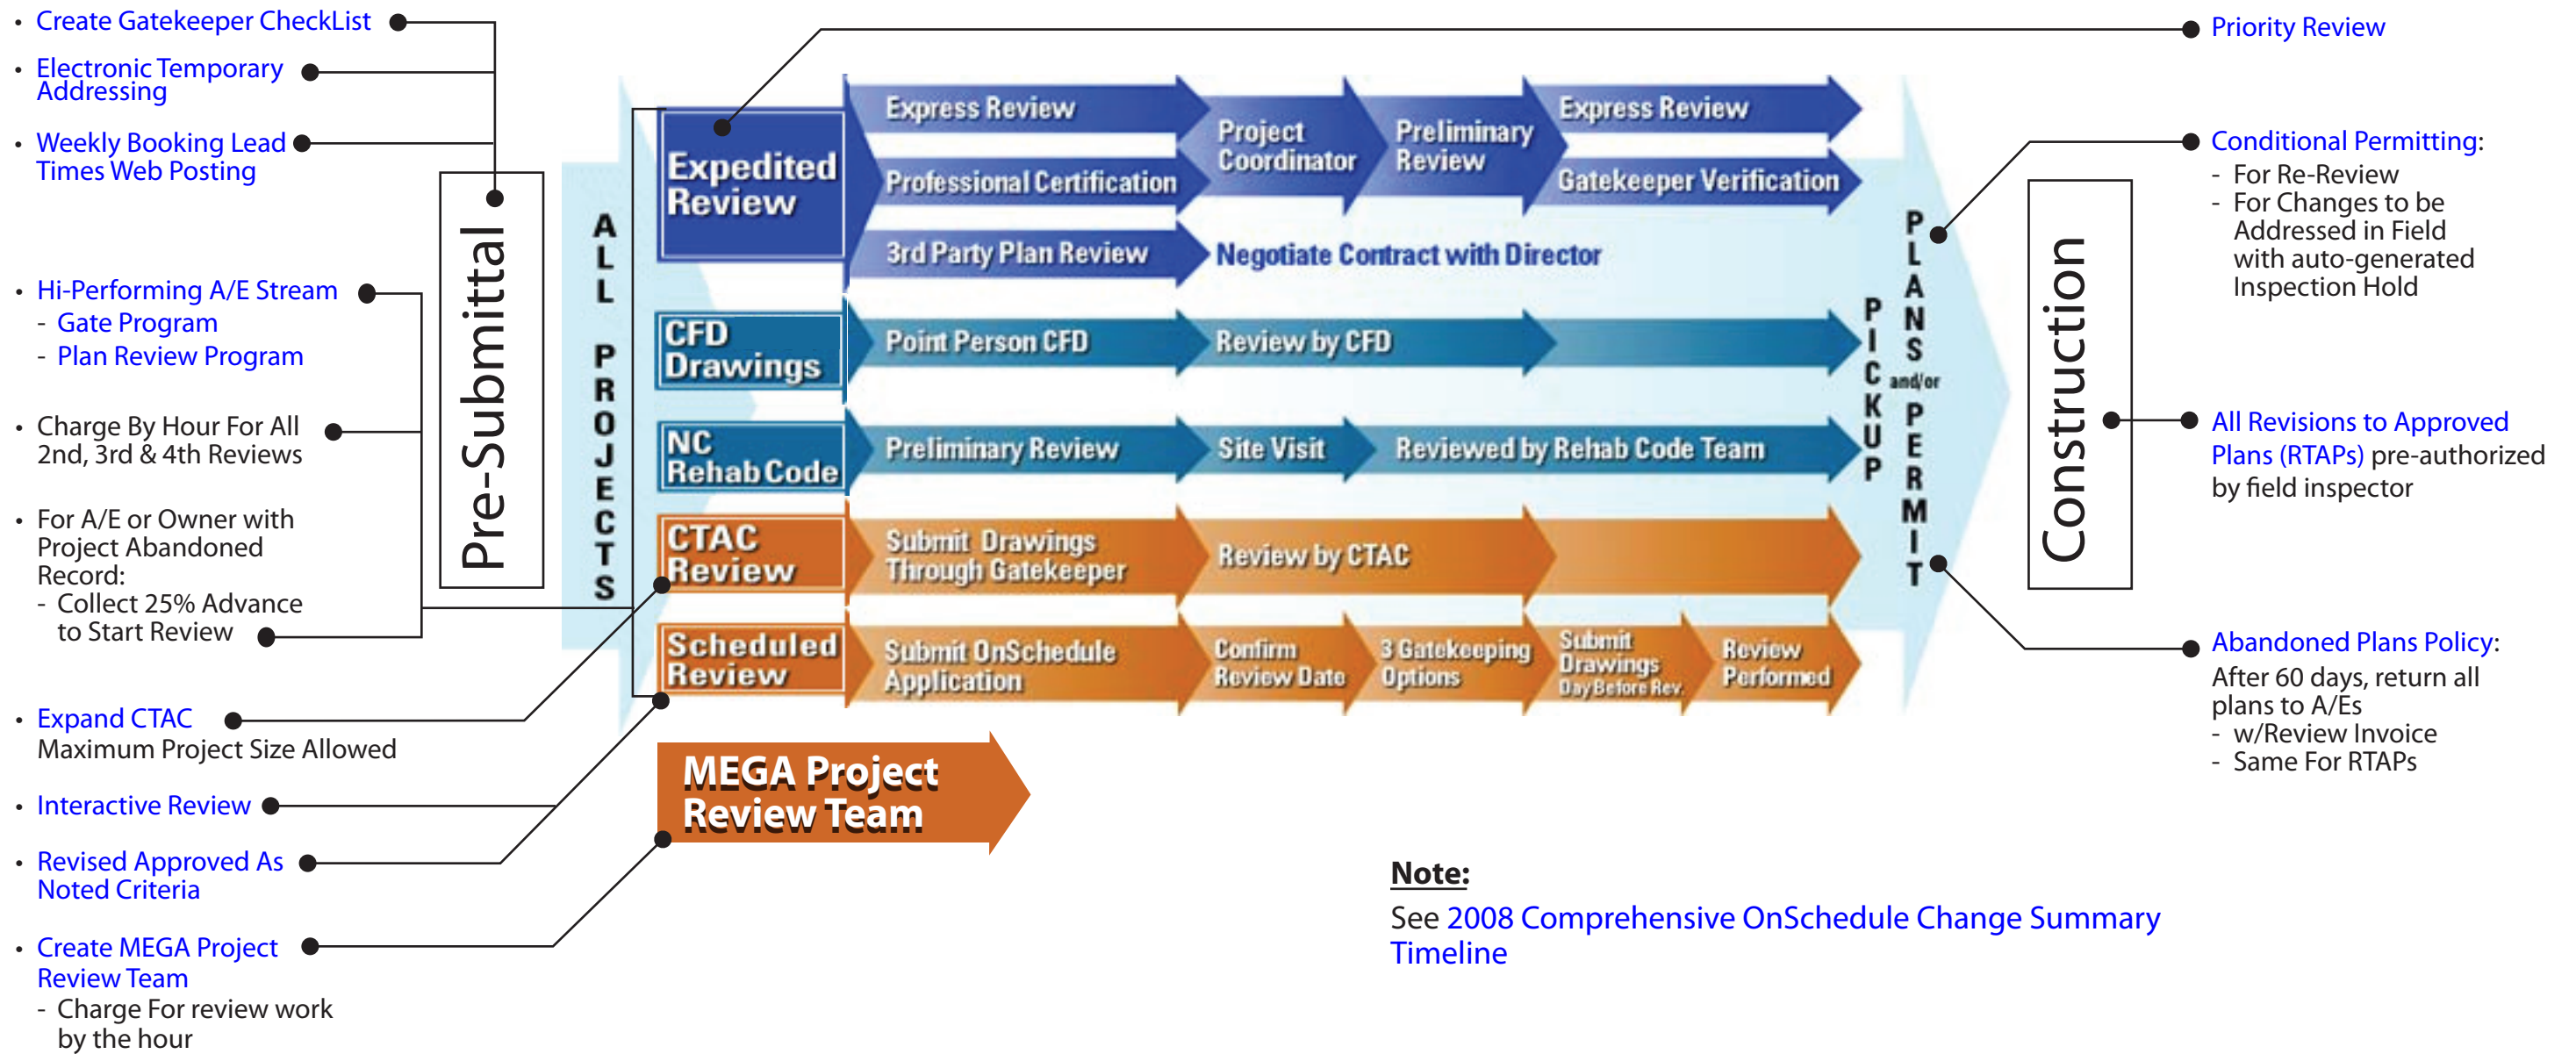 • Create Gatekeeper CheckList
• Electronic Temporary
Addressing
• Weekly Booking Lead
Times Web Posting
• Hi-Performing A/E Stream
- Gate Program
- Plan Review Program
• Charge By Hour For All
2nd, 3rd & 4th Reviews
• For A/E or Owner with
Project Abandoned
Record:
- Collect 25% Advance
to Start Review
• Expand CTAC
Maximum Project Size Allowed
• Interactive Review
• Revised Approved As
Noted Criteria
• Create MEGA Project
Review Team
- Charge For review work
by the hour
Pre-Submittal
ALL PROJECTS
Expedited
Review
Express Review
Professional Certification
3rd Party Plan Review
Project
Coordinator
Preliminary
Review
Express Review
Gatekeeper Verification
Negotiate Contract with Director
CFD
Drawings
Point Person CFD
Review by CFD
NC
Rehab Code
Preliminary Review
Site Visit
Reviewed by Rehab Code Team
CTAC
Review
Submit Drawings
Through Gatekeeper
Review by CTAC
Scheduled
Review
Submit OnSchedule
Application
Confirm
Review Date
3 Gatekeeping
Options
Submit
Drawings
Day Before Rev.
Review
Performed
MEGA Project
Review Team
PICKUP
PLANS
and/or
PERMIT
Construction
Priority Review
Conditional Permitting:
- For Re-Review
- For Changes to be
Addressed in Field
with auto-generated
Inspection Hold
All Revisions to Approved
Plans (RTAPs) pre-authorized
by field inspector
Abandoned Plans Policy:
After 60 days, return all
plans to A/Es
- w/Review Invoice
- Same For RTAPs
Note:
See 2008 Comprehensive OnSchedule Change Summary
Timeline